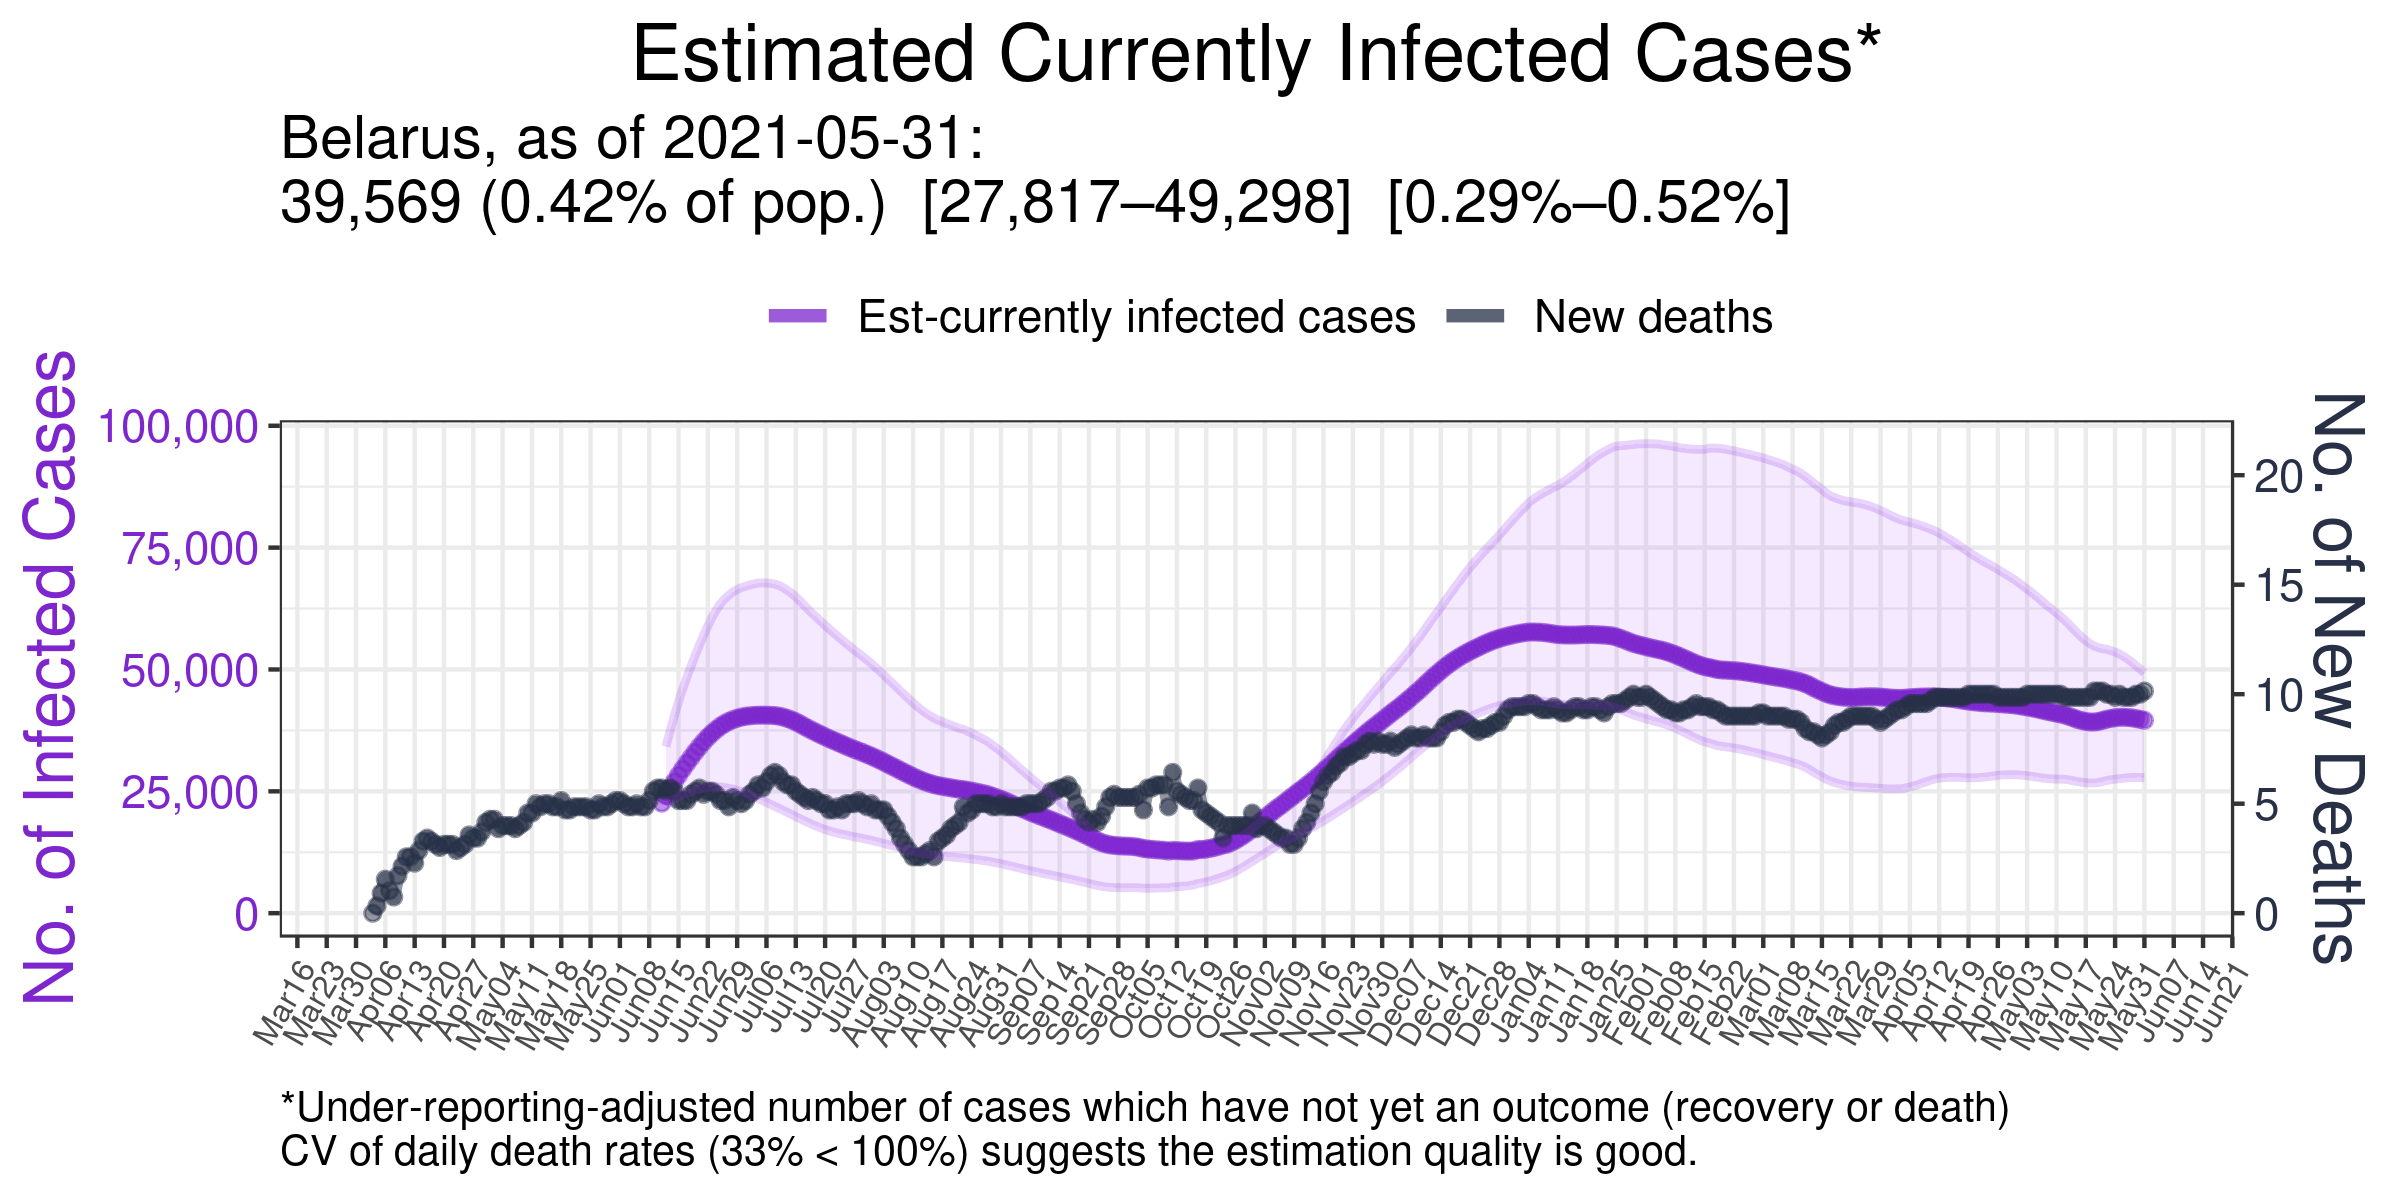 Estimated Currently Infected Cases*
Belarus, as of 2021-05-31:
39,569 (0.42% of pop.)  [27,817–49,298]  [0.29%–0.52%]
Est-currently infected cases
New deaths
No. of Infected Cases
100,000
75,000
50,000
25,000
0
No. of New Deaths
20
15
10
5
0
Mar16
Mar23
Mar30
Apr06
Apr13
Apr20
Apr27
May04
May11
May18
May25
Jun01
Jun08
Jun15
Jun22
Jun29
Jul06
Jul13
Jul20
Jul27
Aug03
Aug10
Aug17
Aug24
Aug31
Sep07
Sep14
Sep21
Sep28
Oct05
Oct12
Oct19
Oct26
Nov02
Nov09
Nov16
Nov23
Nov30
Dec07
Dec14
Dec21
Dec28
Jan04
Jan11
Jan18
Jan25
Feb01
Feb08
Feb15
Feb22
Mar01
Mar08
Mar15
Mar22
Mar29
Apr05
Apr12
Apr19
Apr26
May03
May10
May17
May24
May31
Jun07
Jun14
Jun21
*Under-reporting-adjusted number of cases which have not yet an outcome (recovery or death)
CV of daily death rates (33% < 100%) suggests the estimation quality is good.